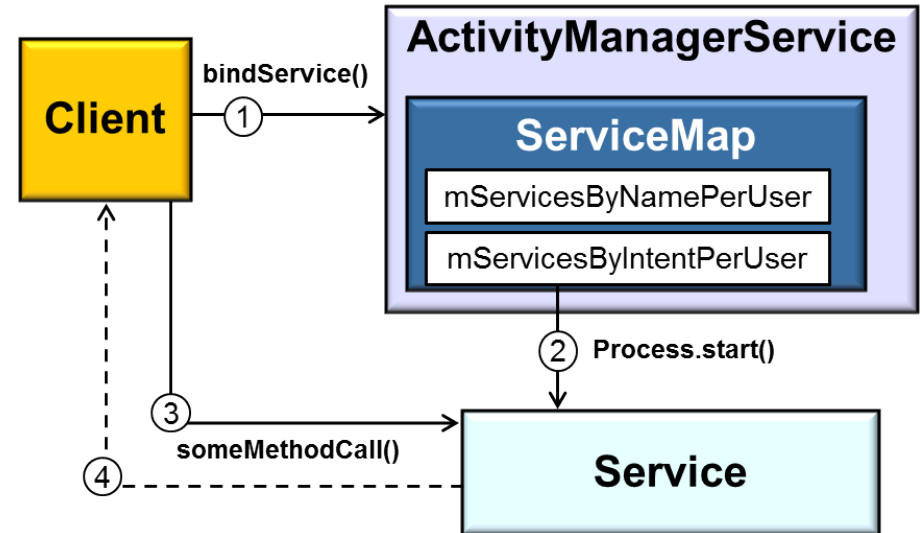 ActivityManagerService
bindService()
Client
1
ServiceMap
mServicesByNamePerUser
mServicesByIntentPerUser
2
Process.start()
3
someMethodCall()
4
Service